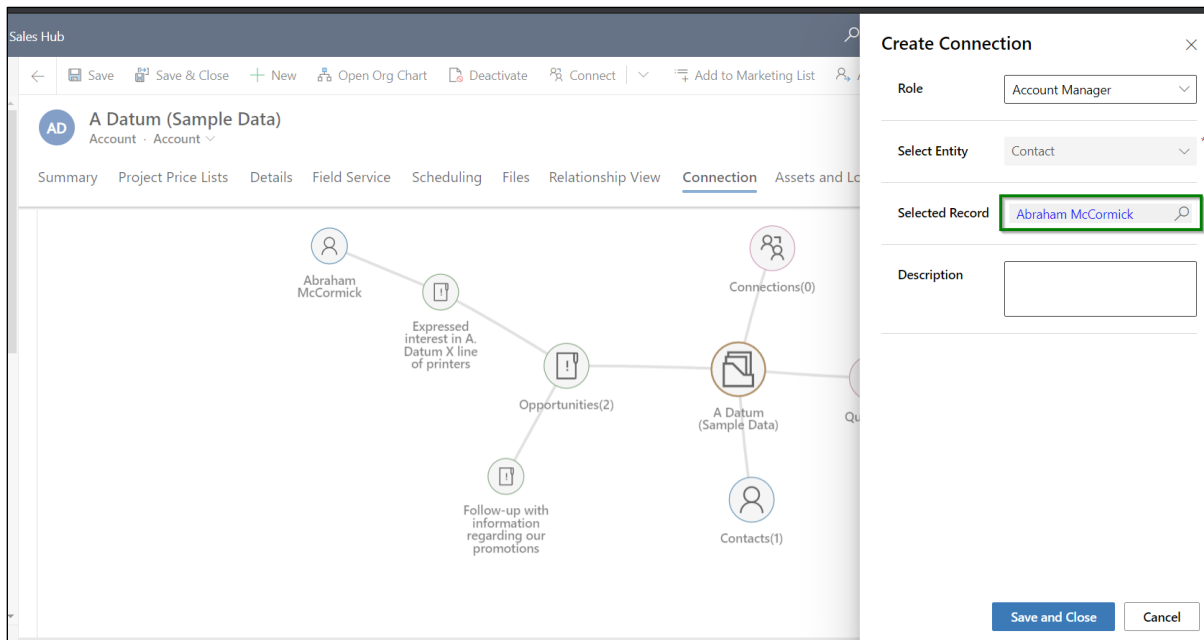 Sales Hub
Save
Save & Close
New
Open Org Chart
Deactivate
Connect
Add to Marketing List
AD
A Datum (Sample Data)
Account · Account
Summary
Project Price Lists
Details
Field Service
Scheduling
Files
Relationship View
Connection
Assets and Lo
Abraham
McCormick
Expressed
interest in A.
Datum X line
of printers
Opportunities(2)
Follow-up with
information
regarding our
promotions
Connections(0)
A Datum
(Sample Data)
Qu
Contacts(1)
Create Connection
Role
Account Manager
Select Entity
Contact
*
Selected Record
Abraham McCormick
Description
Save and Close
Cancel